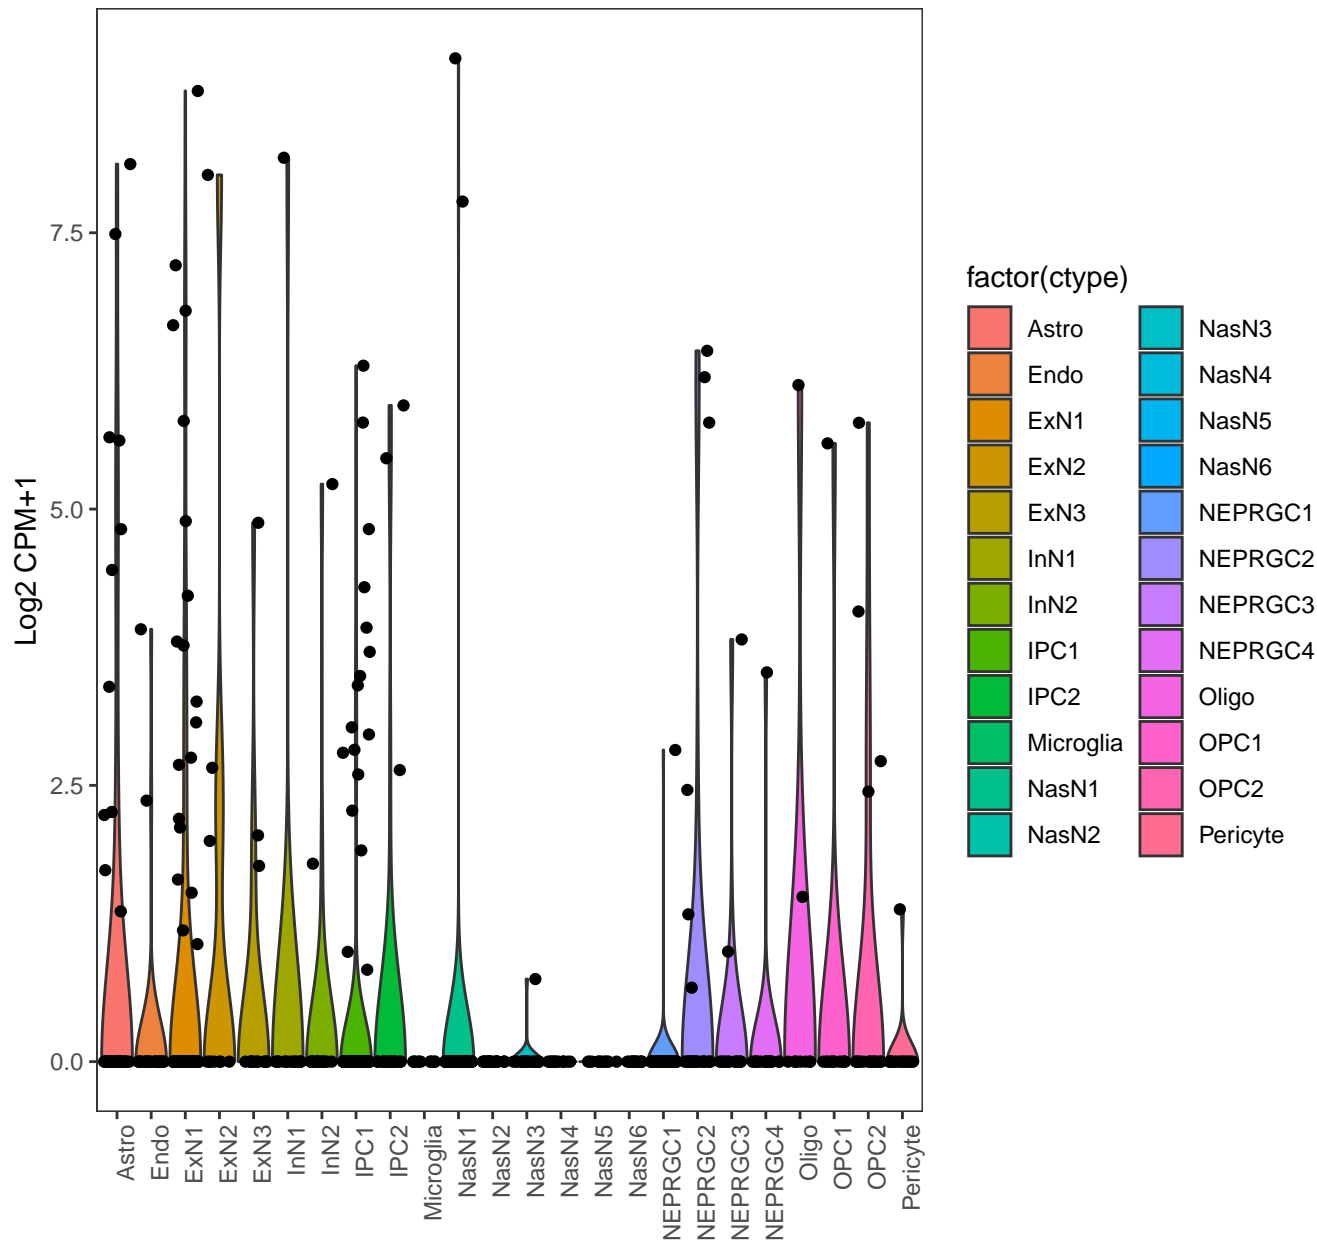 Log2 CPM+1
7.5
5.0
2.5
0.0
Astro
Endo
ExN1
ExN2
ExN3
InN1
InN2
IPC1
IPC2
Microglia
NasN1
NasN2
NasN3
NasN4
NasN5
NasN6
NEPRGC1
NEPRGC2
NEPRGC3
NEPRGC4
Oligo
OPC1
OPC2
Pericyte
factor(ctype)
Astro
Endo
ExN1
ExN2
ExN3
InN1
InN2
IPC1
IPC2
Microglia
NasN1
NasN2
NasN3
NasN4
NasN5
NasN6
NEPRGC1
NEPRGC2
NEPRGC3
NEPRGC4
Oligo
OPC1
OPC2
Pericyte